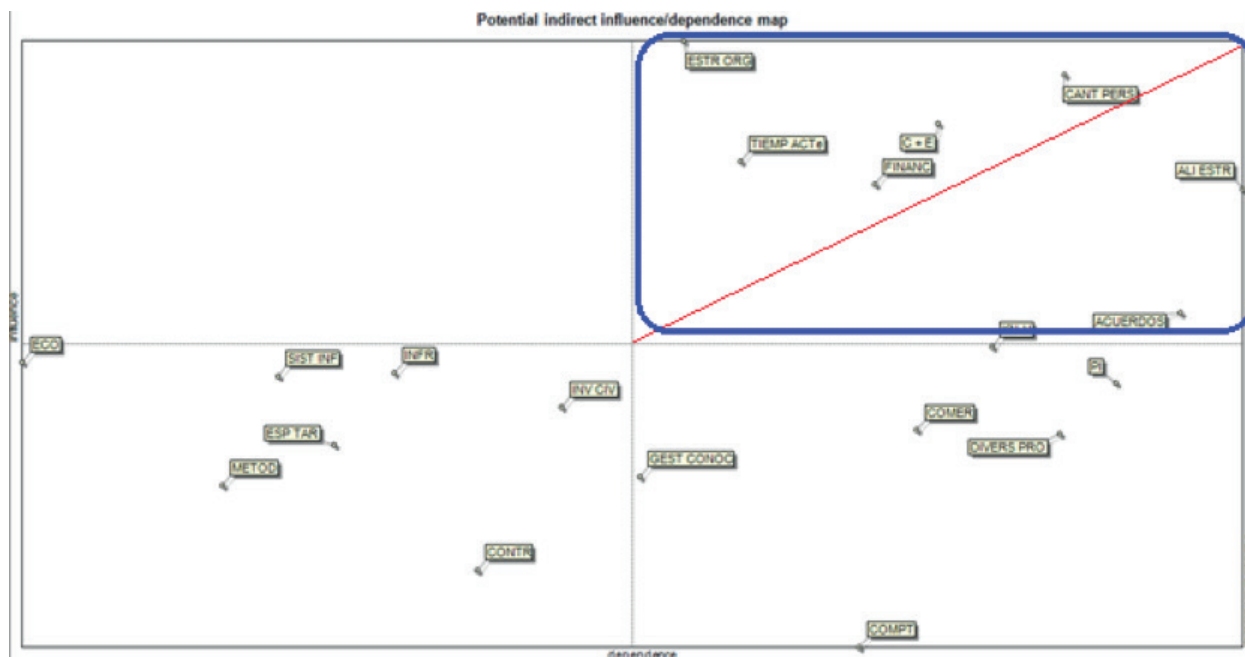 Potential indirect influence/dependence map
ESTR ORG
CANT PERS
TIEMP ACTe
C + E
FINANC
ALI ESTR
influence
ACUERDOS
ECO
SIST INF
INFR
PI
INV CIV
COMER
ESP TAR
DIVERS PRO
GEST CONOC
METOD
CONTR
COMPT
dependence